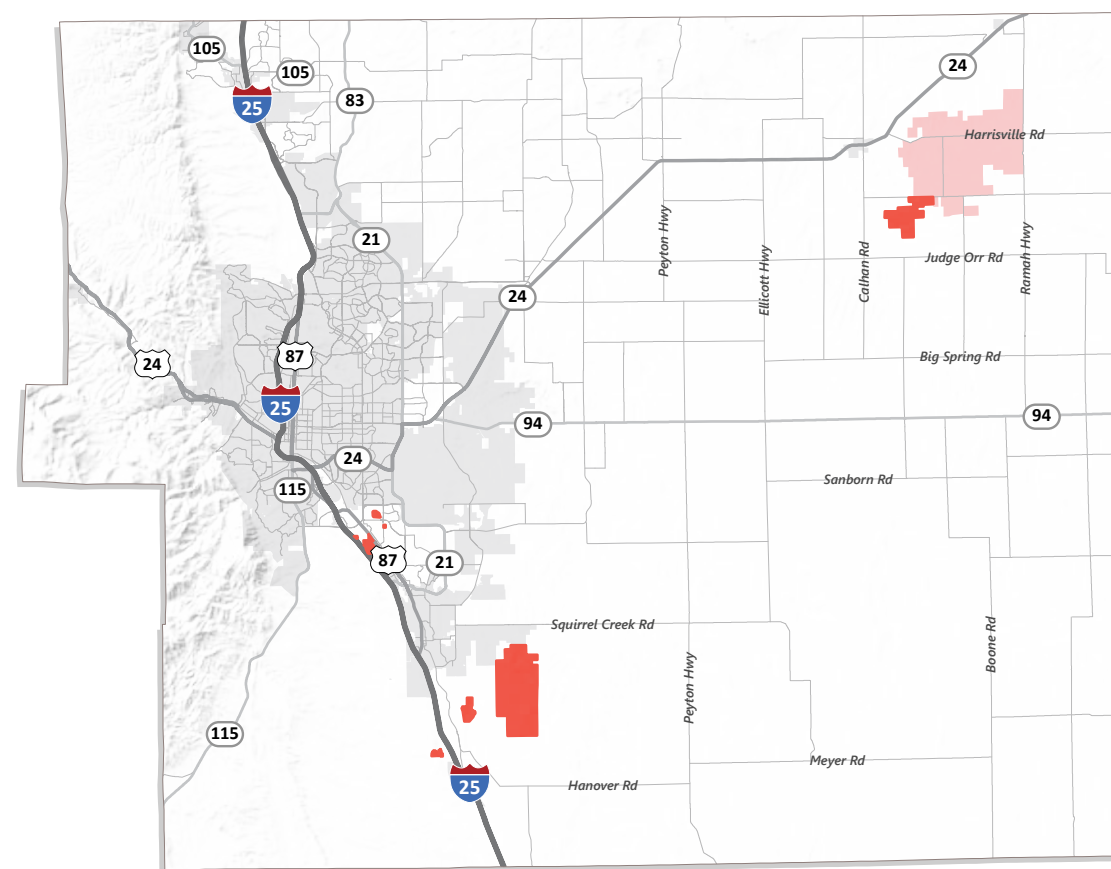 105
24
105
83
25
Harrisville Rd
Peyton Hwy
21
Ellicott Hwy
Calhan Rd
Judge Orr Rd
Ramah Hwy
24
87
24
Big Spring Rd
25
94
94
24
Sanborn Rd
115
87
21
Squirrel Creek Rd
Boone Rd
Peyton Hwy
115
Meyer Rd
25
Hanover Rd